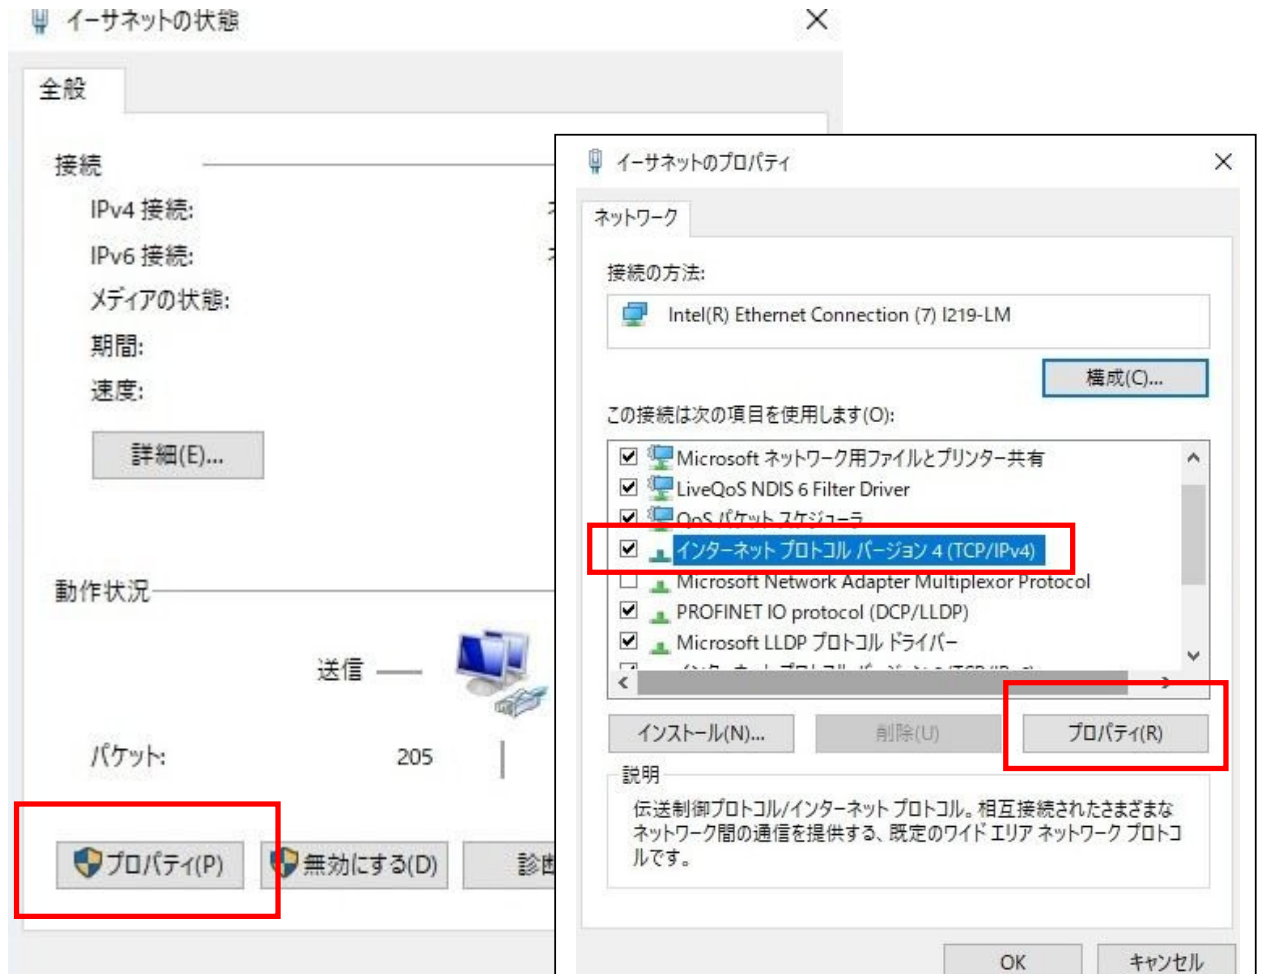 イーサネットの状態
全般
接続
IPv4 接続:
IPv6 接続:
メディアの状態:
期間:
速度:
詳細(E)...
動作状況
送信
パケット:
205
プロパティ(P)
無効にする(D)
イーサネットのプロパティ
ネットワーク
接続の方法:
Intel(R) Ethernet Connection (7) I219-LM
構成(C)...
この接続は次の項目を使用します(O):
Microsoft ネットワーク用ファイルとプリンター共有
LiveQoS NDIS 6 Filter Driver
QoS パケット スケジューラ
インターネット プロトコル バージョン 4 (TCP/IPv4)
Microsoft Network Adapter Multiplexor Protocol
PROFINET IO protocol (DCP/LLDP)
Microsoft LLDP プロトコル ドライバー
インストール(N)...
削除(U)
プロパティ(R)
説明
伝送制御プロトコル/インターネット プロトコル。相互接続されたさまざまな
ネットワーク間の通信を提供する、既定のワイド エリア ネットワーク プロトコ
ルです。
OK
キャンセル